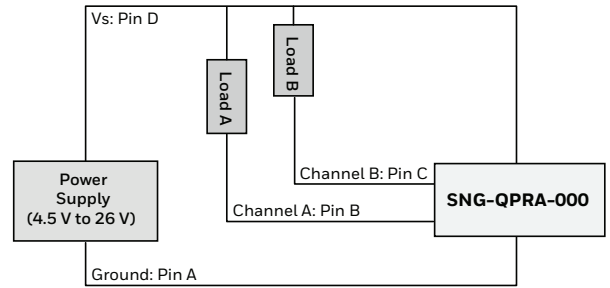 Vs: Pin D
Load A
Load B
Channel B: Pin C
Channel A: Pin B
Power
Supply
(4.5 V to 26 V)
SNG-QPRA-000
Ground: Pin A